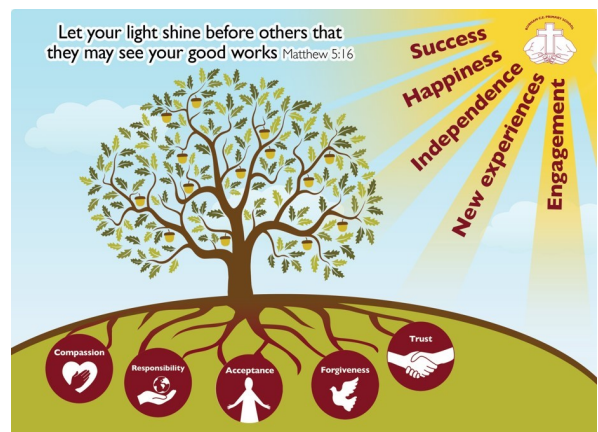 Let your light shine before others that
they may see your good works Matthew 5:16
Success
Happiness
Independence
New experiences
Engagement
Compassion
Responsibility
Acceptance
Forgiveness
Trust